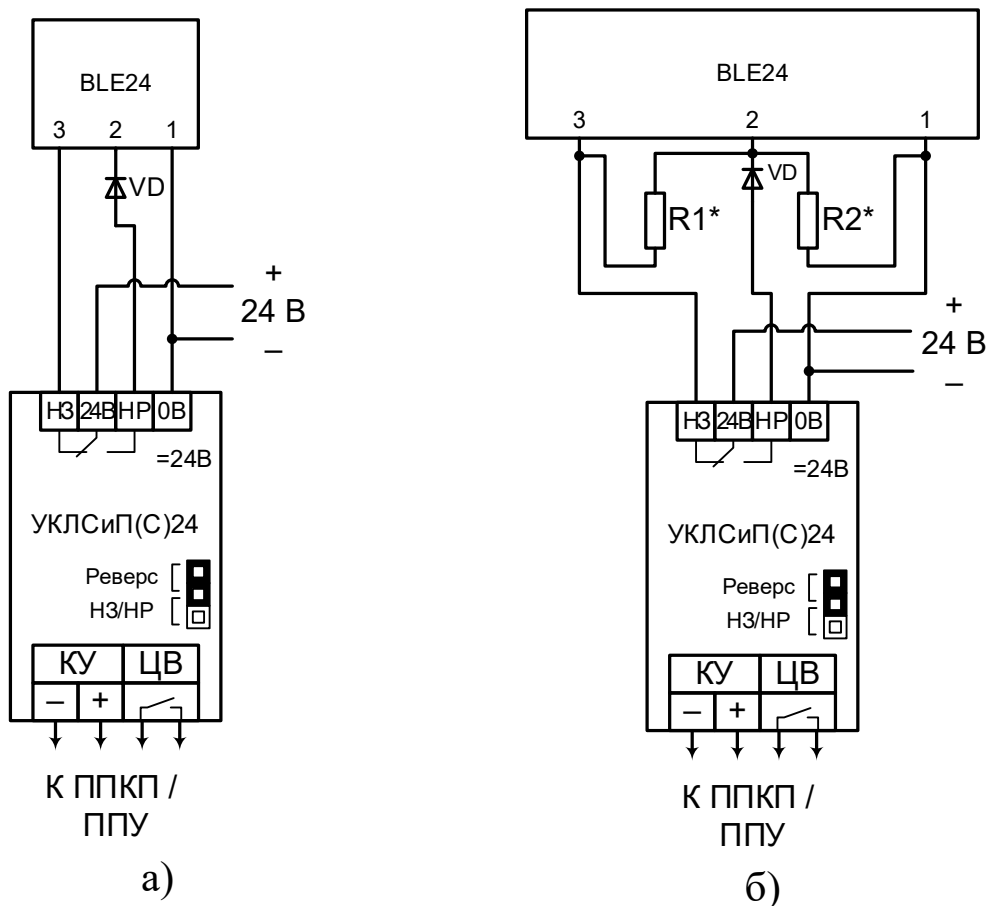 BLE24
3 2 1
VD
+
24 В
–
НЗ 24В НР 0В
=24В
УКЛСиП(С)24
Реверс
НЗ/НР
КУ ЦВ
– +
К ППКП /
ППУ
а)
BLE24
3 2 1
VD
R1* R2*
+
24 В
–
НЗ 24В НР 0В
=24В
УКЛСиП(С)24
Реверс
НЗ/НР
КУ ЦВ
– +
К ППКП /
ППУ
б)